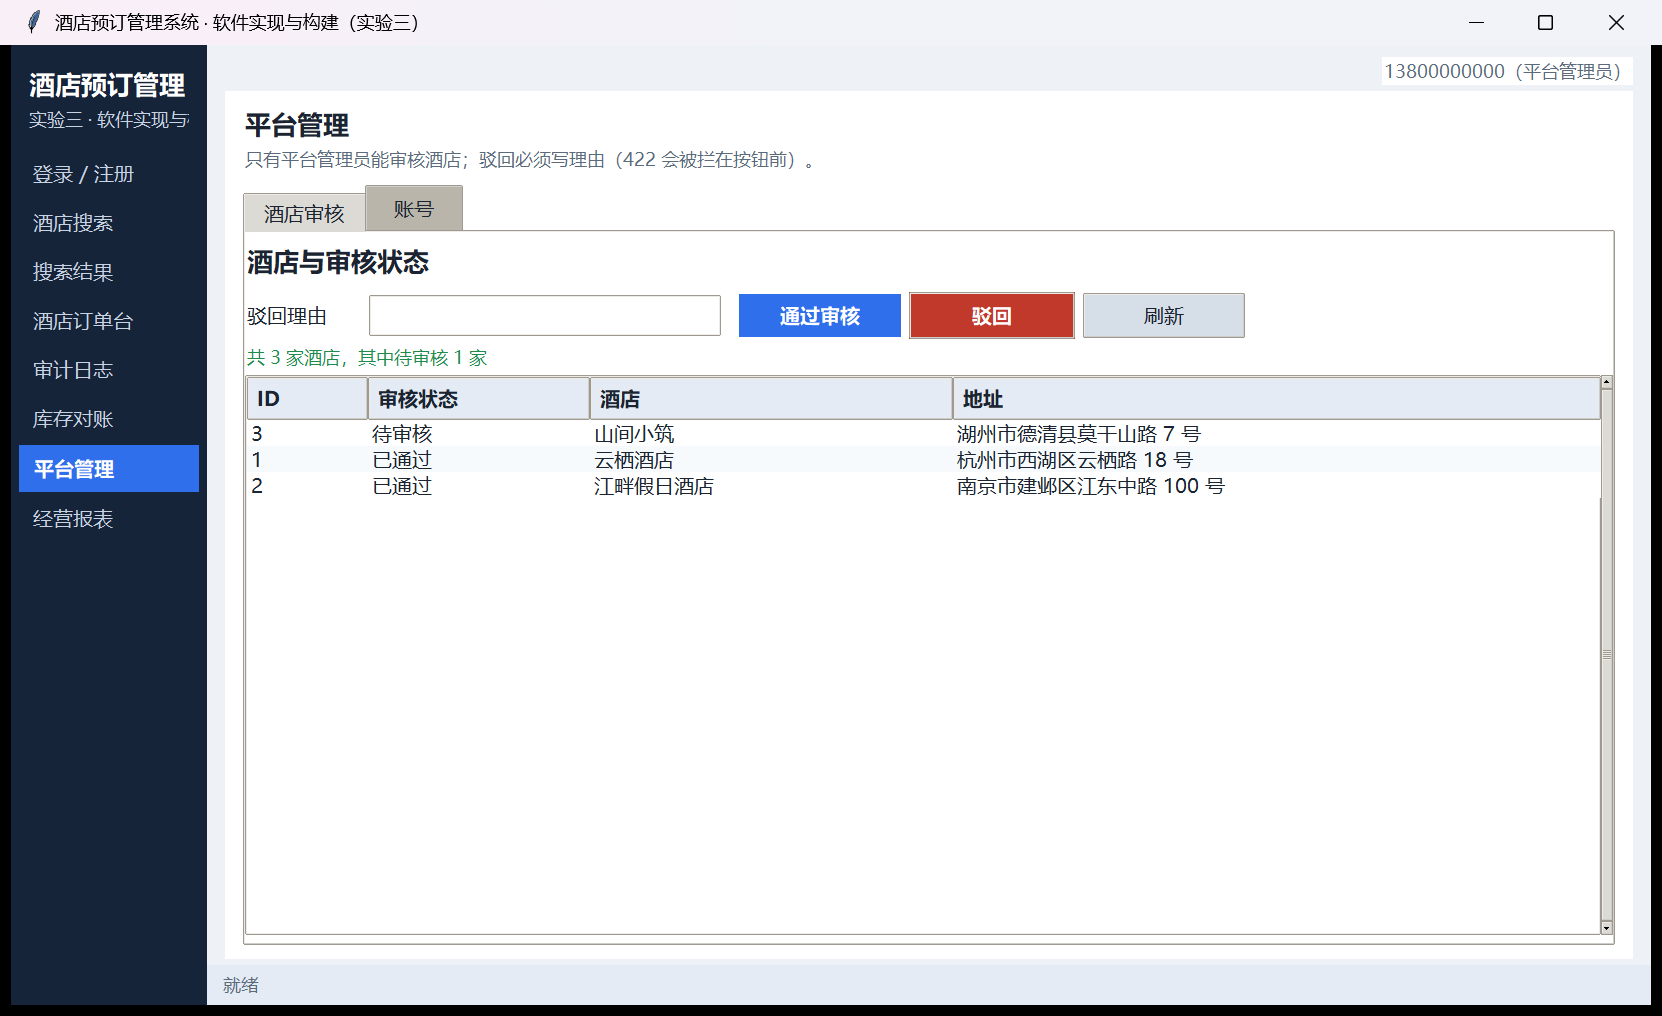 酒店预订管理系统 · 软件实现与构建（实验三）
13800000000（平台管理员）
酒店预订管理
实验三 · 软件实现与
登录 / 注册
酒店搜索
搜索结果
酒店订单台
审计日志
库存对账
平台管理
经营报表
平台管理
只有平台管理员能审核酒店；驳回必须写理由（422 会被拦在按钮前）。
酒店审核 账号
酒店与审核状态
驳回理由 通过审核 驳回 刷新
共 3 家酒店，其中待审核 1 家
ID 审核状态 酒店 地址
3 待审核 山间小筑 湖州市德清县莫干山路 7 号
1 已通过 云栖酒店 杭州市西湖区云栖路 18 号
2 已通过 江畔假日酒店 南京市建邺区江东中路 100 号
就绪